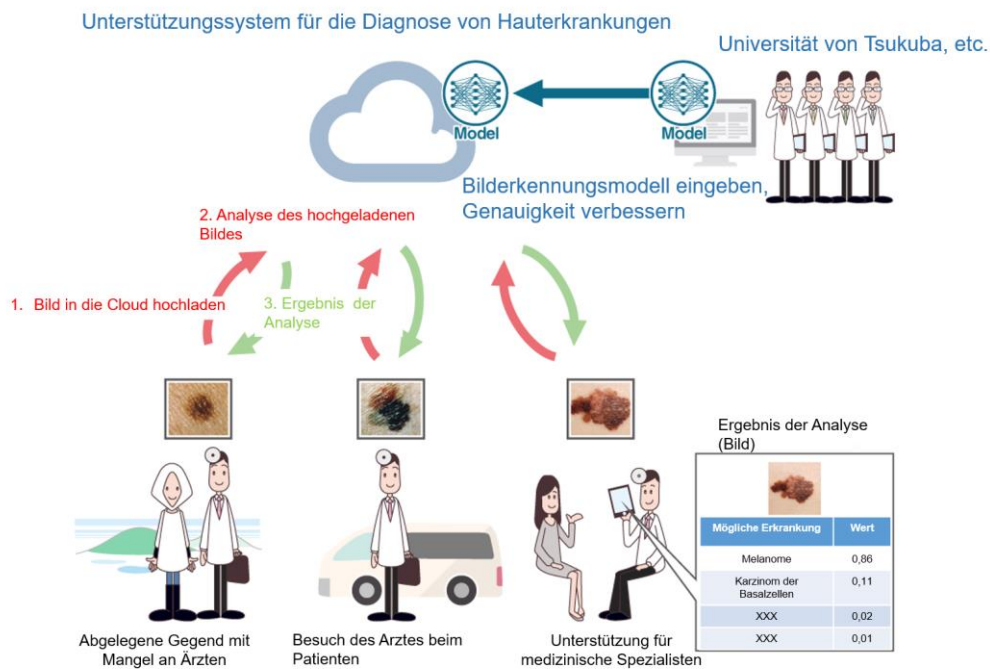 Unterstützungssystem für die Diagnose von Hauterkrankungen
Universität von Tsukuba, etc.
Model
Model
Bilderkennungsmodell eingeben,
Genauigkeit verbessern
2. Analyse des hochgeladenen
Bildes
1. Bild in die Cloud hochladen
3. Ergebnis der
Analyse
Ergebnis der Analyse
(Bild)
Mögliche Erkrankung Wert
Melanome 0,86
Karzinom der
Basalzellen 0,11
XXX 0,02
XXX 0,01
Abgelegene Gegend mit
Mangel an Ärzten
Besuch des Arztes beim
Patienten
Unterstützung für
medizinische Spezialisten